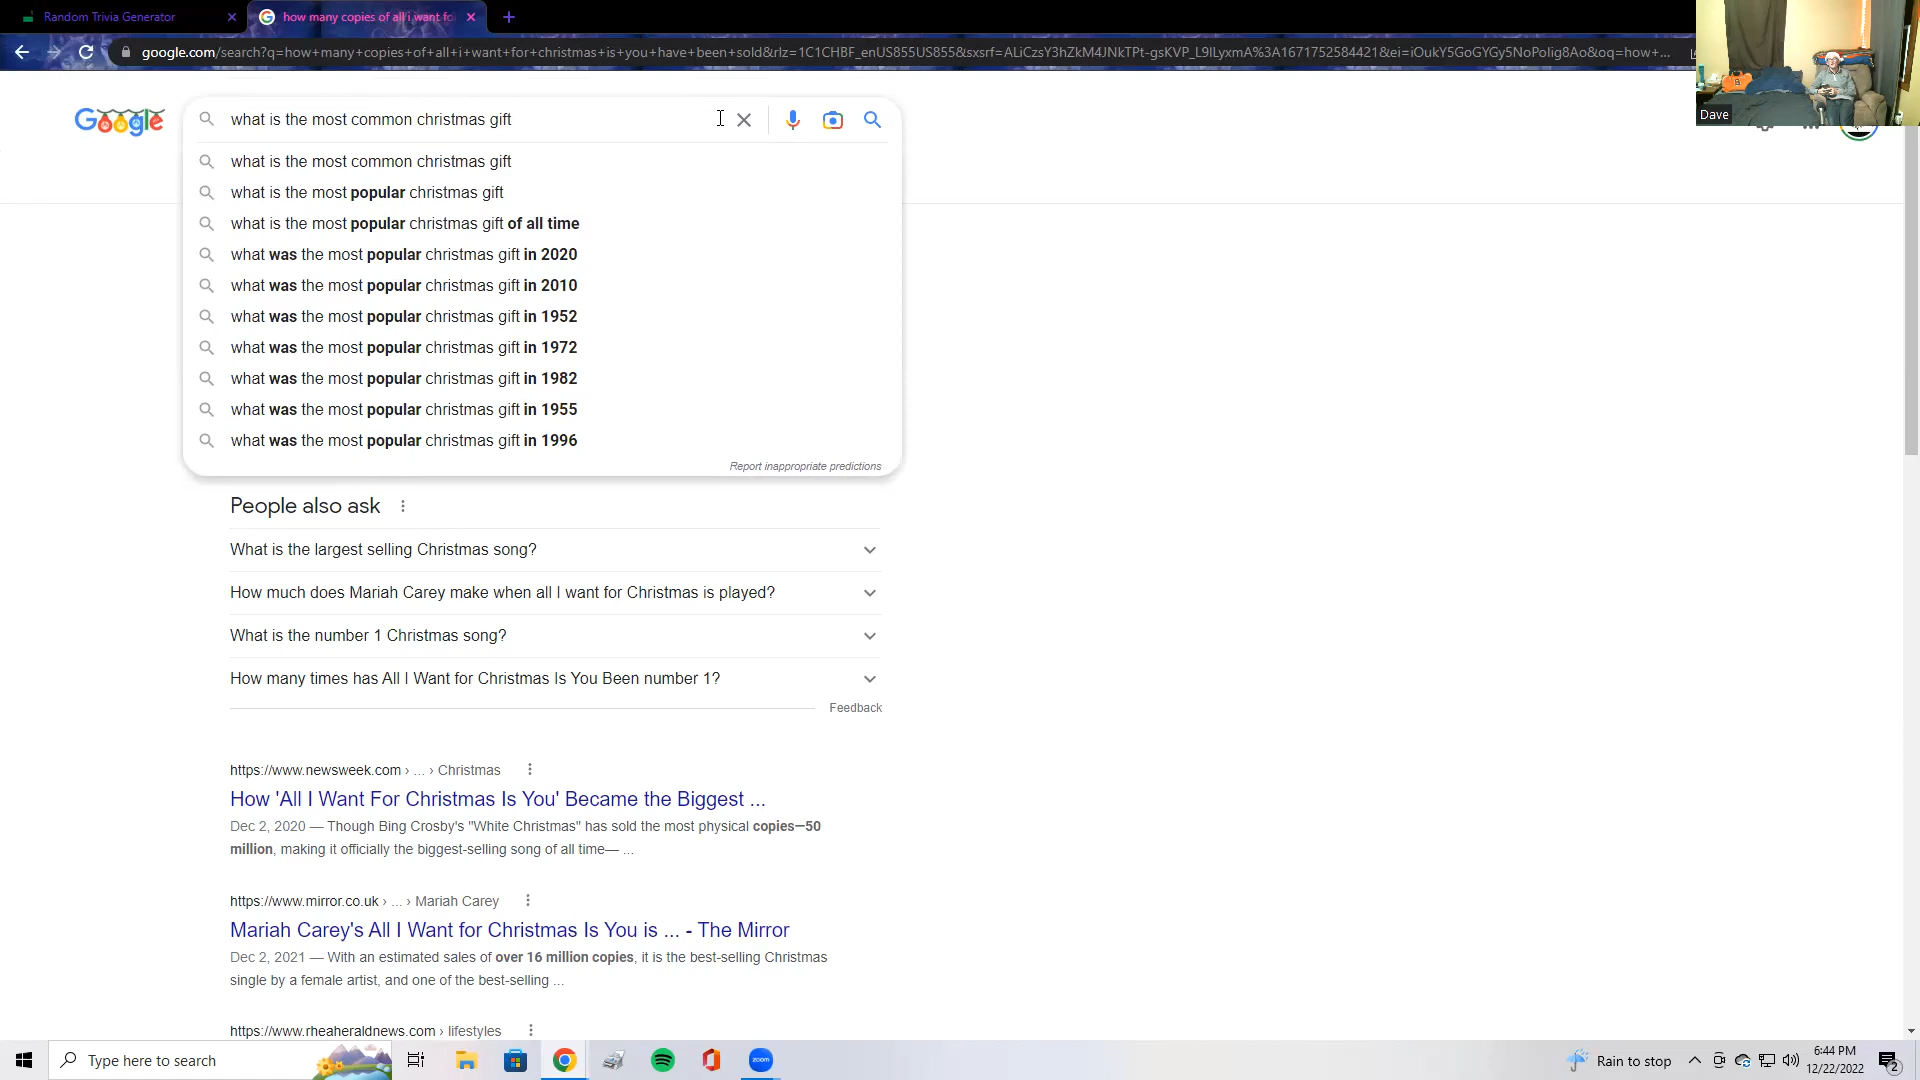 Random Trivia Generator
how many copies of all i want fo
google.com/search?q=how+many+copies+of+all+i+want+for+christmas+is+you+have+been+sold&rlz=1C1CHBF_enUS855US855&sxsrf=ALiCzsY3hZkM4JNkTPt-gsKVP_L9ILyxmA%3A1671752584421&ei=iOukY5GoGYGy5NoPolig8Ao&oq=how+...
Dave
Google
what is the most common christmas gift
what is the most common christmas gift
what is the most popular christmas gift
what is the most popular christmas gift of all time
what was the most popular christmas gift in 2020
what was the most popular christmas gift in 2010
what was the most popular christmas gift in 1952
what was the most popular christmas gift in 1972
what was the most popular christmas gift in 1982
what was the most popular christmas gift in 1955
what was the most popular christmas gift in 1996
Report inappropriate predictions
People also ask
What is the largest selling Christmas song?
How much does Mariah Carey make when all I want for Christmas is played?
What is the number 1 Christmas song?
How many times has All I Want for Christmas Is You Been number 1?
Feedback
https://www.newsweek.com › ... › Christmas
How 'All I Want For Christmas Is You' Became the Biggest ...
Dec 2, 2020 — Though Bing Crosby's "White Christmas" has sold the most physical copies—50
million, making it officially the biggest-selling song of all time— ...
https://www.mirror.co.uk › ... › Mariah Carey
Mariah Carey's All I Want for Christmas Is You is ... - The Mirror
Dec 2, 2021 — With an estimated sales of over 16 million copies, it is the best-selling Christmas
single by a female artist, and one of the best-selling ...
https://www.rheaheraldnews.com › lifestyles
Type here to search
zoom
Rain to stop
6:44 PM
12/22/2022
2